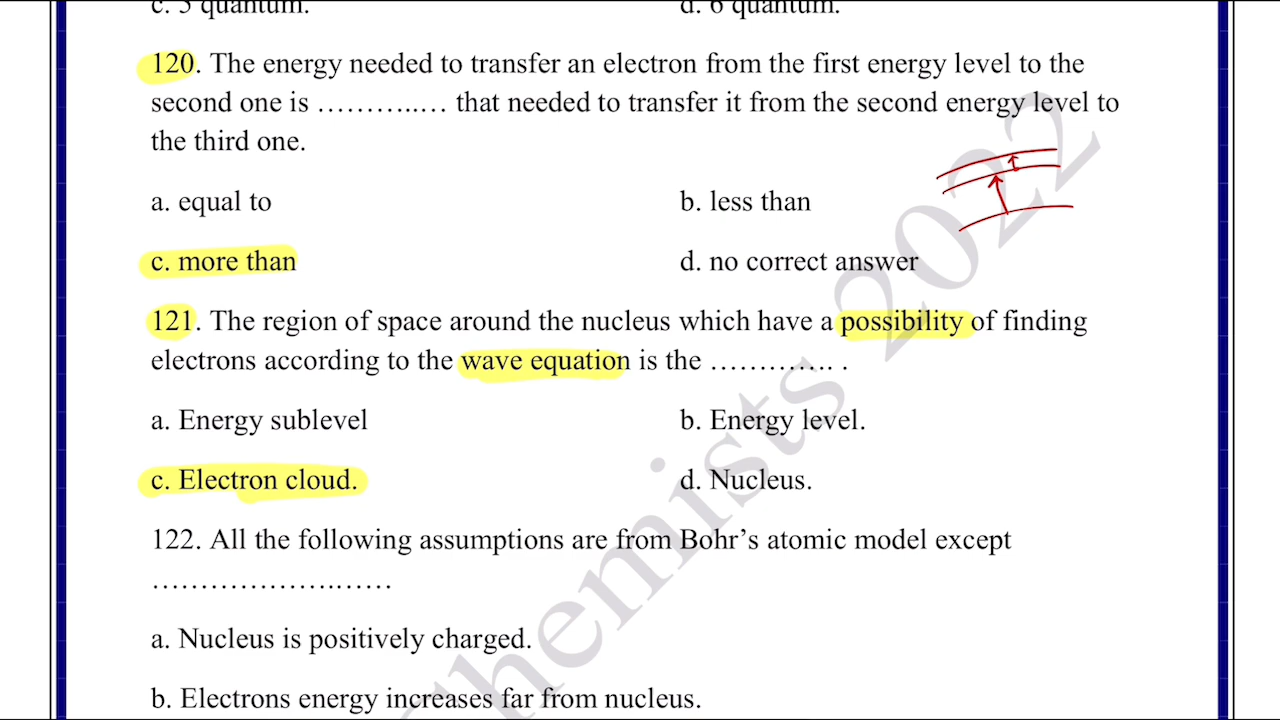 c. 5 quantum. d. 6 quantum.
120. The energy needed to transfer an electron from the first energy level to the
second one is ………..… that needed to transfer it from the second energy level to
the third one.
a. equal to b. less than
c. more than d. no correct answer
121. The region of space around the nucleus which have a possibility of finding
electrons according to the wave equation is the …………. .
a. Energy sublevel b. Energy level.
c. Electron cloud. d. Nucleus.
122. All the following assumptions are from Bohr’s atomic model except
………………….……
a. Nucleus is positively charged.
b. Electrons energy increases far from nucleus.
Chemists 2022